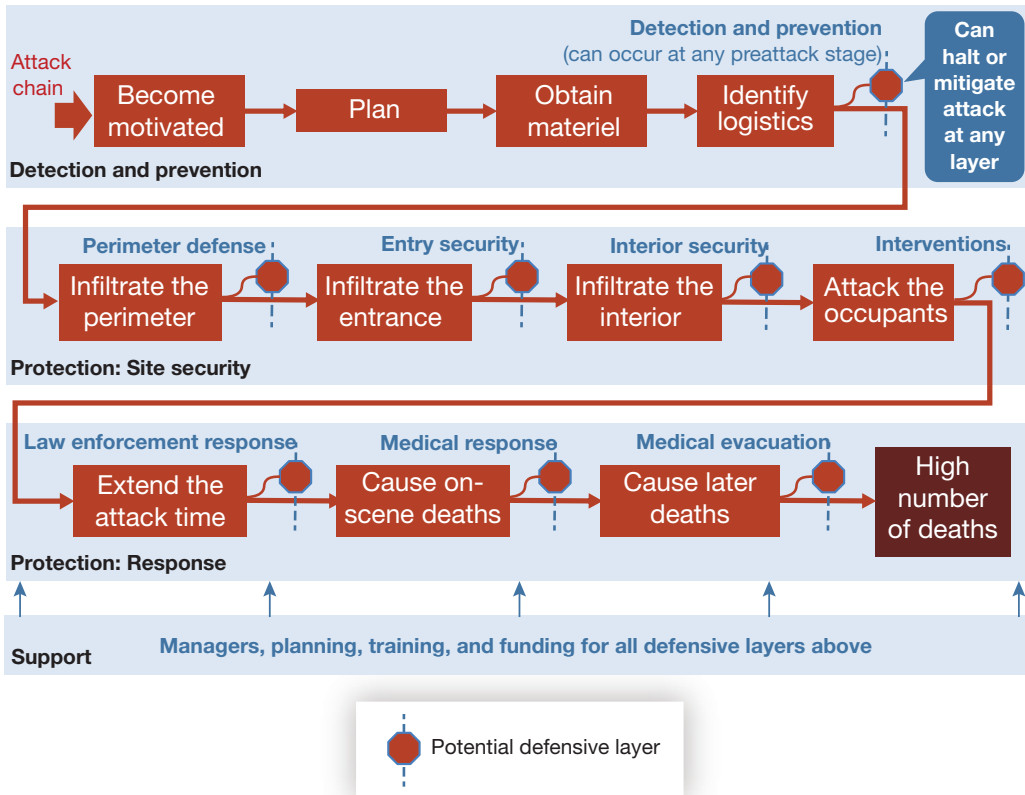 Detection and prevention
(can occur at any preattack stage)
Can
halt or
mitigate
attack
at any
layer
Attack
chain
Become
motivated
Plan
Obtain
materiel
Identify
logistics
Detection and prevention
Perimeter defense
Entry security
Interior security
Interventions
Infiltrate the
perimeter
Infiltrate the
entrance
Infiltrate the
interior
Attack the
occupants
Protection: Site security
Law enforcement response
Medical response
Medical evacuation
Extend the
attack time
Cause on-
scene deaths
Cause later
deaths
High
number
of deaths
Protection: Response
Support
Managers, planning, training, and funding for all defensive layers above
Potential defensive layer